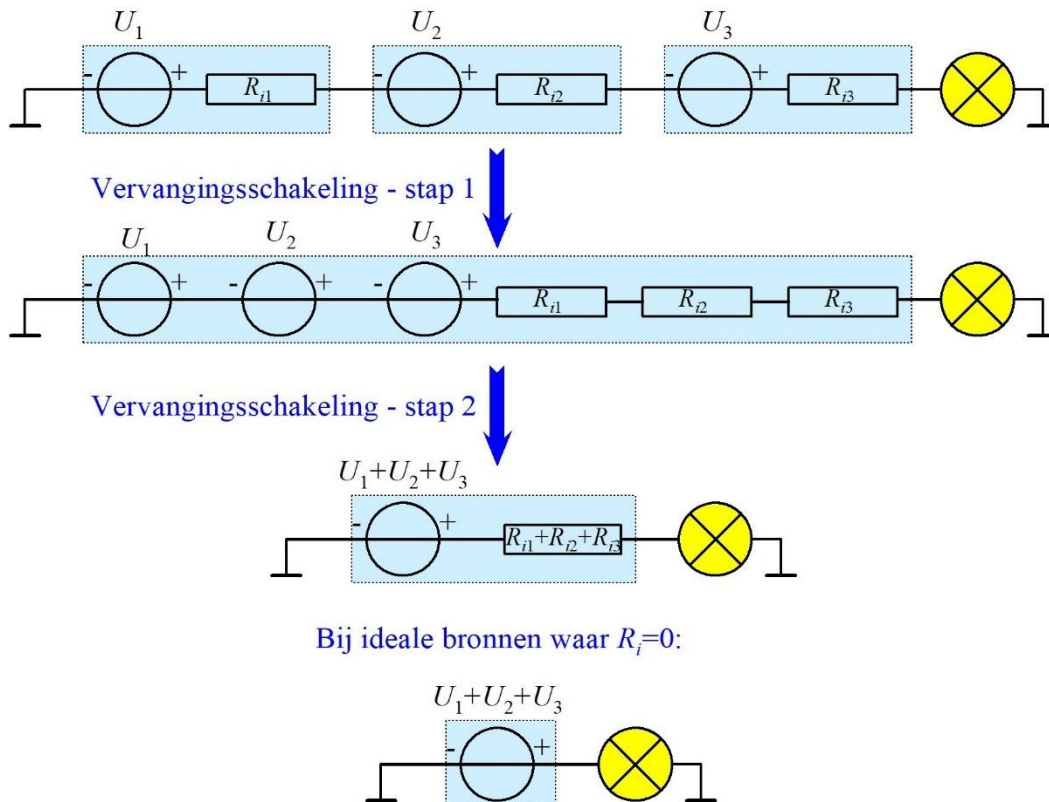 U₁ U₂ U₃
- + Rᵢ₁ - + Rᵢ₂ - + Rᵢ₃
Vervangingsschakeling - stap 1
U₁ U₂ U₃
- + - + - + Rᵢ₁ Rᵢ₂ Rᵢ₃
Vervangingsschakeling - stap 2
U₁+U₂+U₃
- + Rᵢ₁+Rᵢ₂+Rᵢ₃
Bij ideale bronnen waar Rᵢ=0:
U₁+U₂+U₃
- +